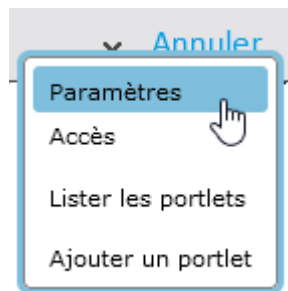 Annuler
Paramètres
Accès
Lister les portlets
Ajouter un portlet